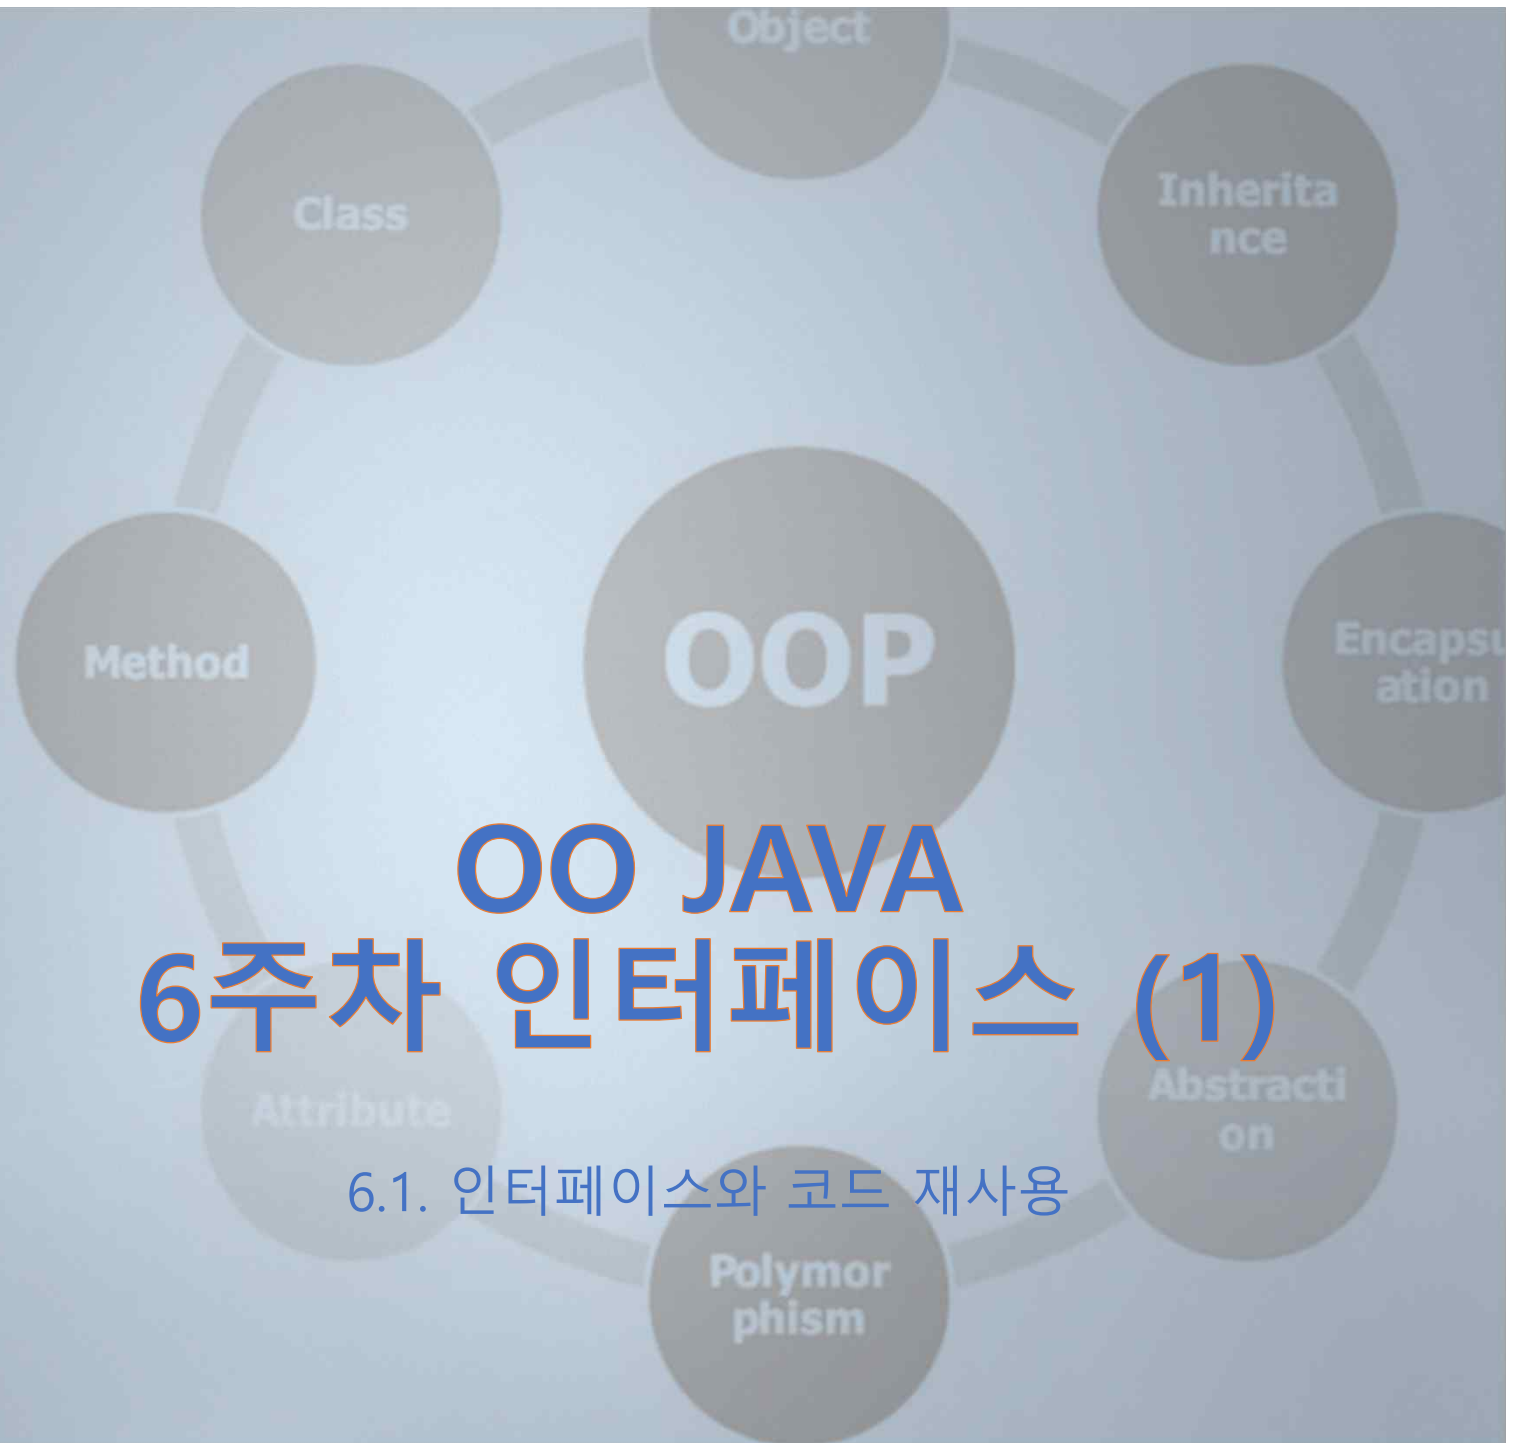 Object
Class
Inherita
nce
Method
OOP
Encapsu
ation
OO JAVA
6주차 인터페이스 (1)
Attribute
Abstracti
on
6.1. 인터페이스와 코드 재사용
Polymor
phism